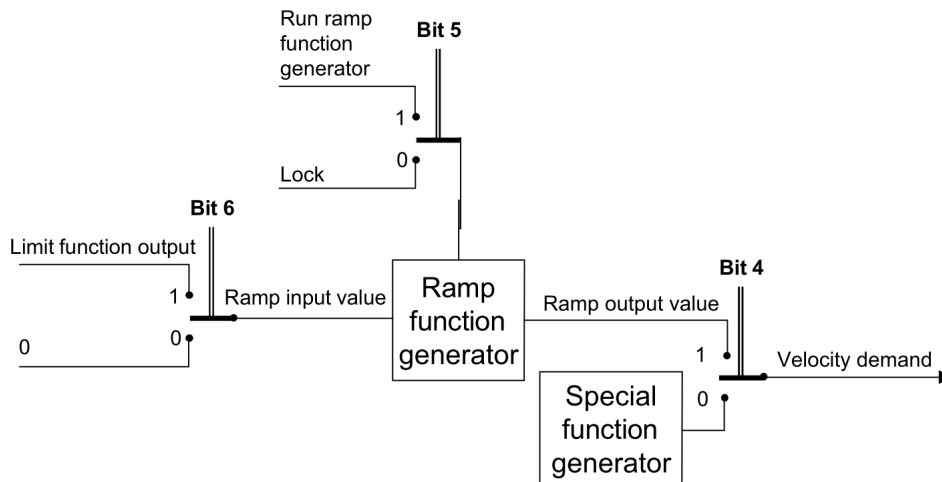 Run ramp
function
generator
Bit 5
1
0
Lock
Bit 6
Limit function output
1
0
0
Ramp input value
Ramp
function
generator
Ramp output value
Bit 4
1
0
Velocity demand
Special
function
generator